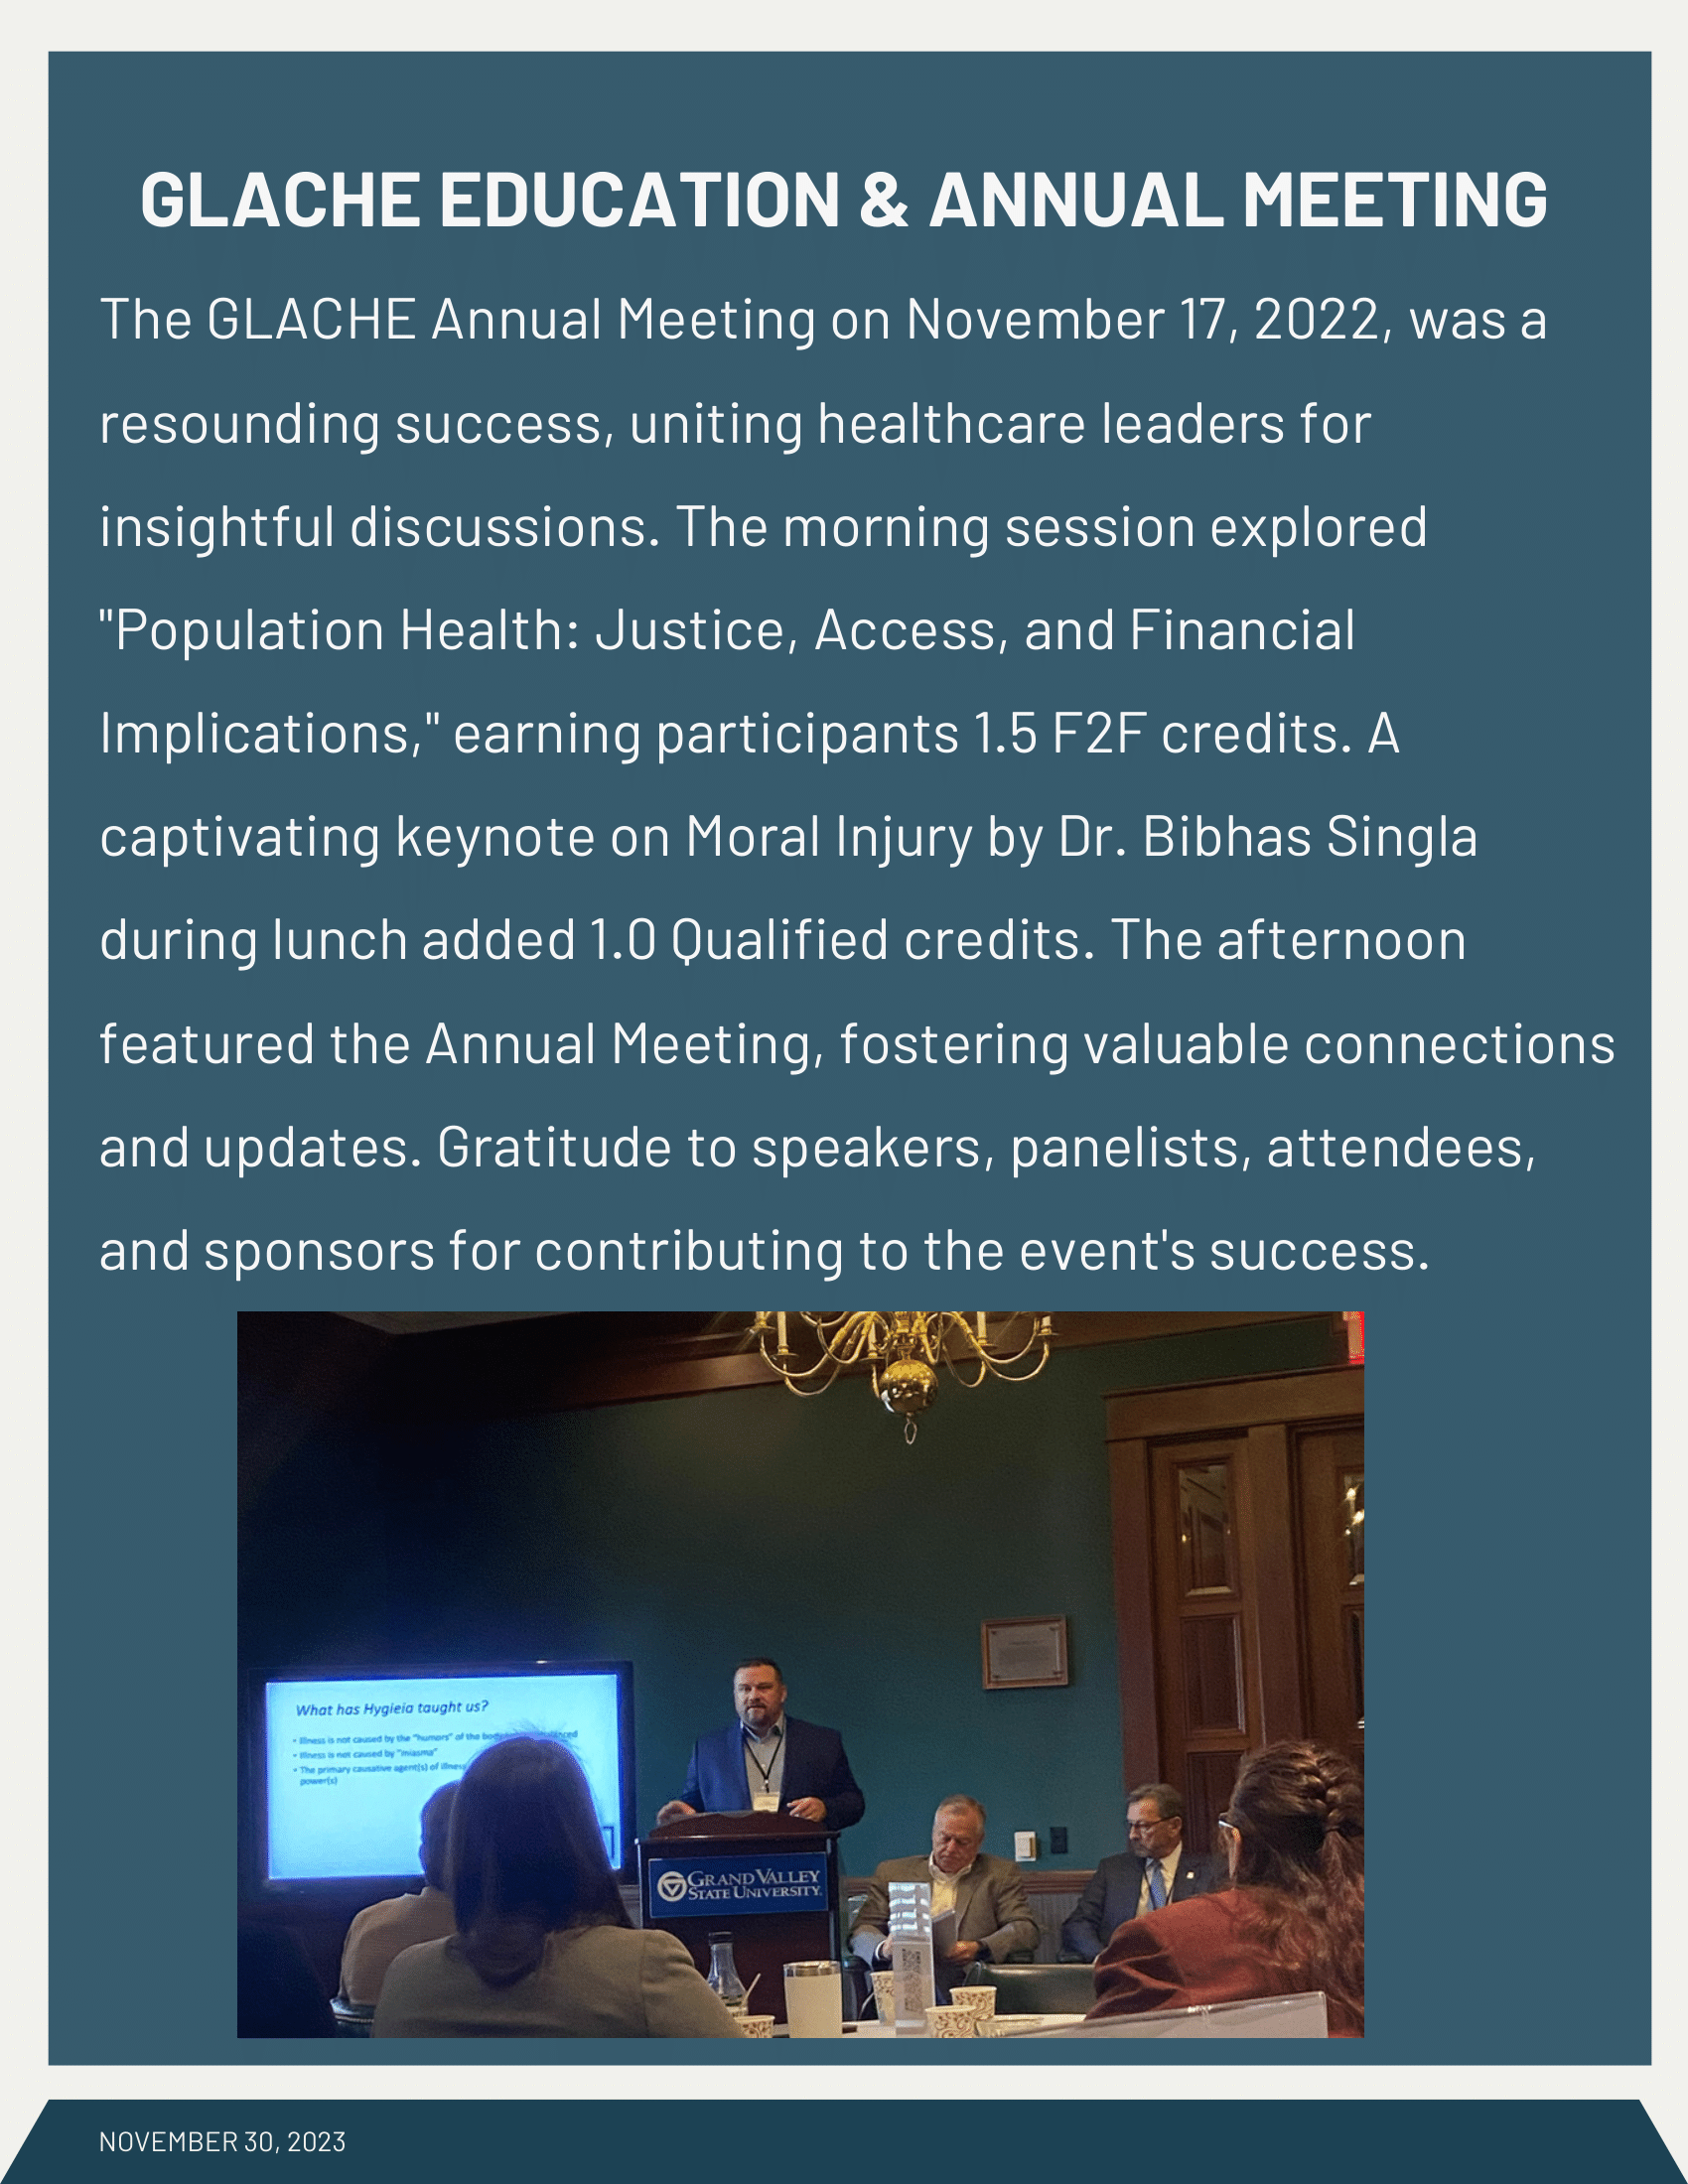 GLACHE EDUCATION & ANNUAL MEETING
The GLACHE Annual Meeting on November 17, 2022, was a
resounding success, uniting healthcare leaders for
insightful discussions. The morning session explored
"Population Health: Justice, Access, and Financial
Implications," earning participants 1.5 F2F credits. A
captivating keynote on Moral Injury by Dr. Bibhas Singla
during lunch added 1.0 Qualified credits. The afternoon
featured the Annual Meeting, fostering valuable connections
and updates. Gratitude to speakers, panelists, attendees,
and sponsors for contributing to the event's success.
What has Hygieia taught us?
• Illness is not caused by the "humors" of the
• Illness is not caused by "miasma"
• The primary causative agent(s) of illness
power(s)
GRAND VALLEY
STATE UNIVERSITY.
NOVEMBER 30, 2023